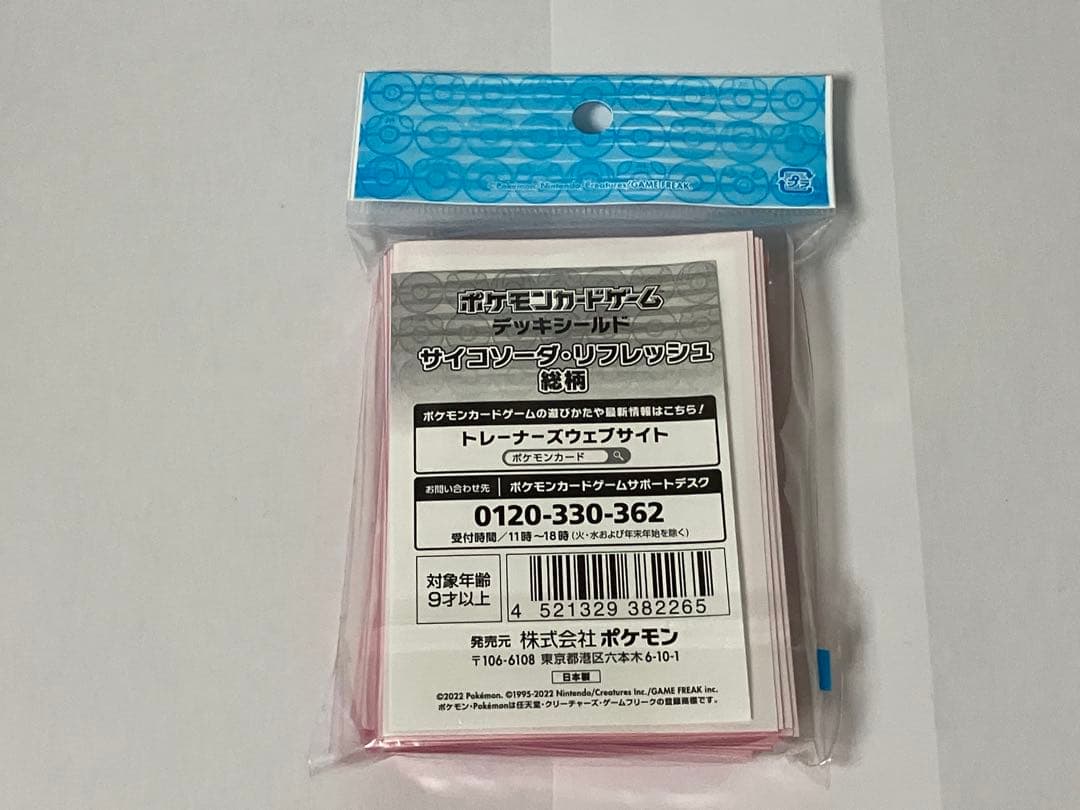 ©Pokémon. Nintendo/Creatures/GAME FREAK.
プラ
ポケモンカードゲーム
デッキシールド
サイコソーダ・リフレッシュ
総柄
ポケモンカードゲームの遊びかたや最新情報はこちら!
トレーナーズウェブサイト
ポケモンカード
お問い合わせ先 ポケモンカードゲームサポートデスク
0120-330-362
受付時間/11時~18時(火・水および年末年始を除く)
対象年齢
9才以上
4 521329 382265
発売元 株式会社 ポケモン
〒106-6108 東京都港区六本木6-10-1
日本製
©2022 Pokémon. ©1995-2022 Nintendo/Creatures Inc./GAME FREAK inc.
ポケモン・Pokémonは任天堂・クリーチャーズ・ゲームフリークの登録商標です。